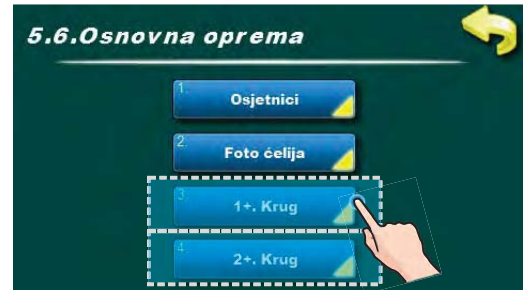 5.6.Osnovna oprema
1. Osjetnici
2. Foto ćelija
3. 1+. Krug
4. 2+. Krug